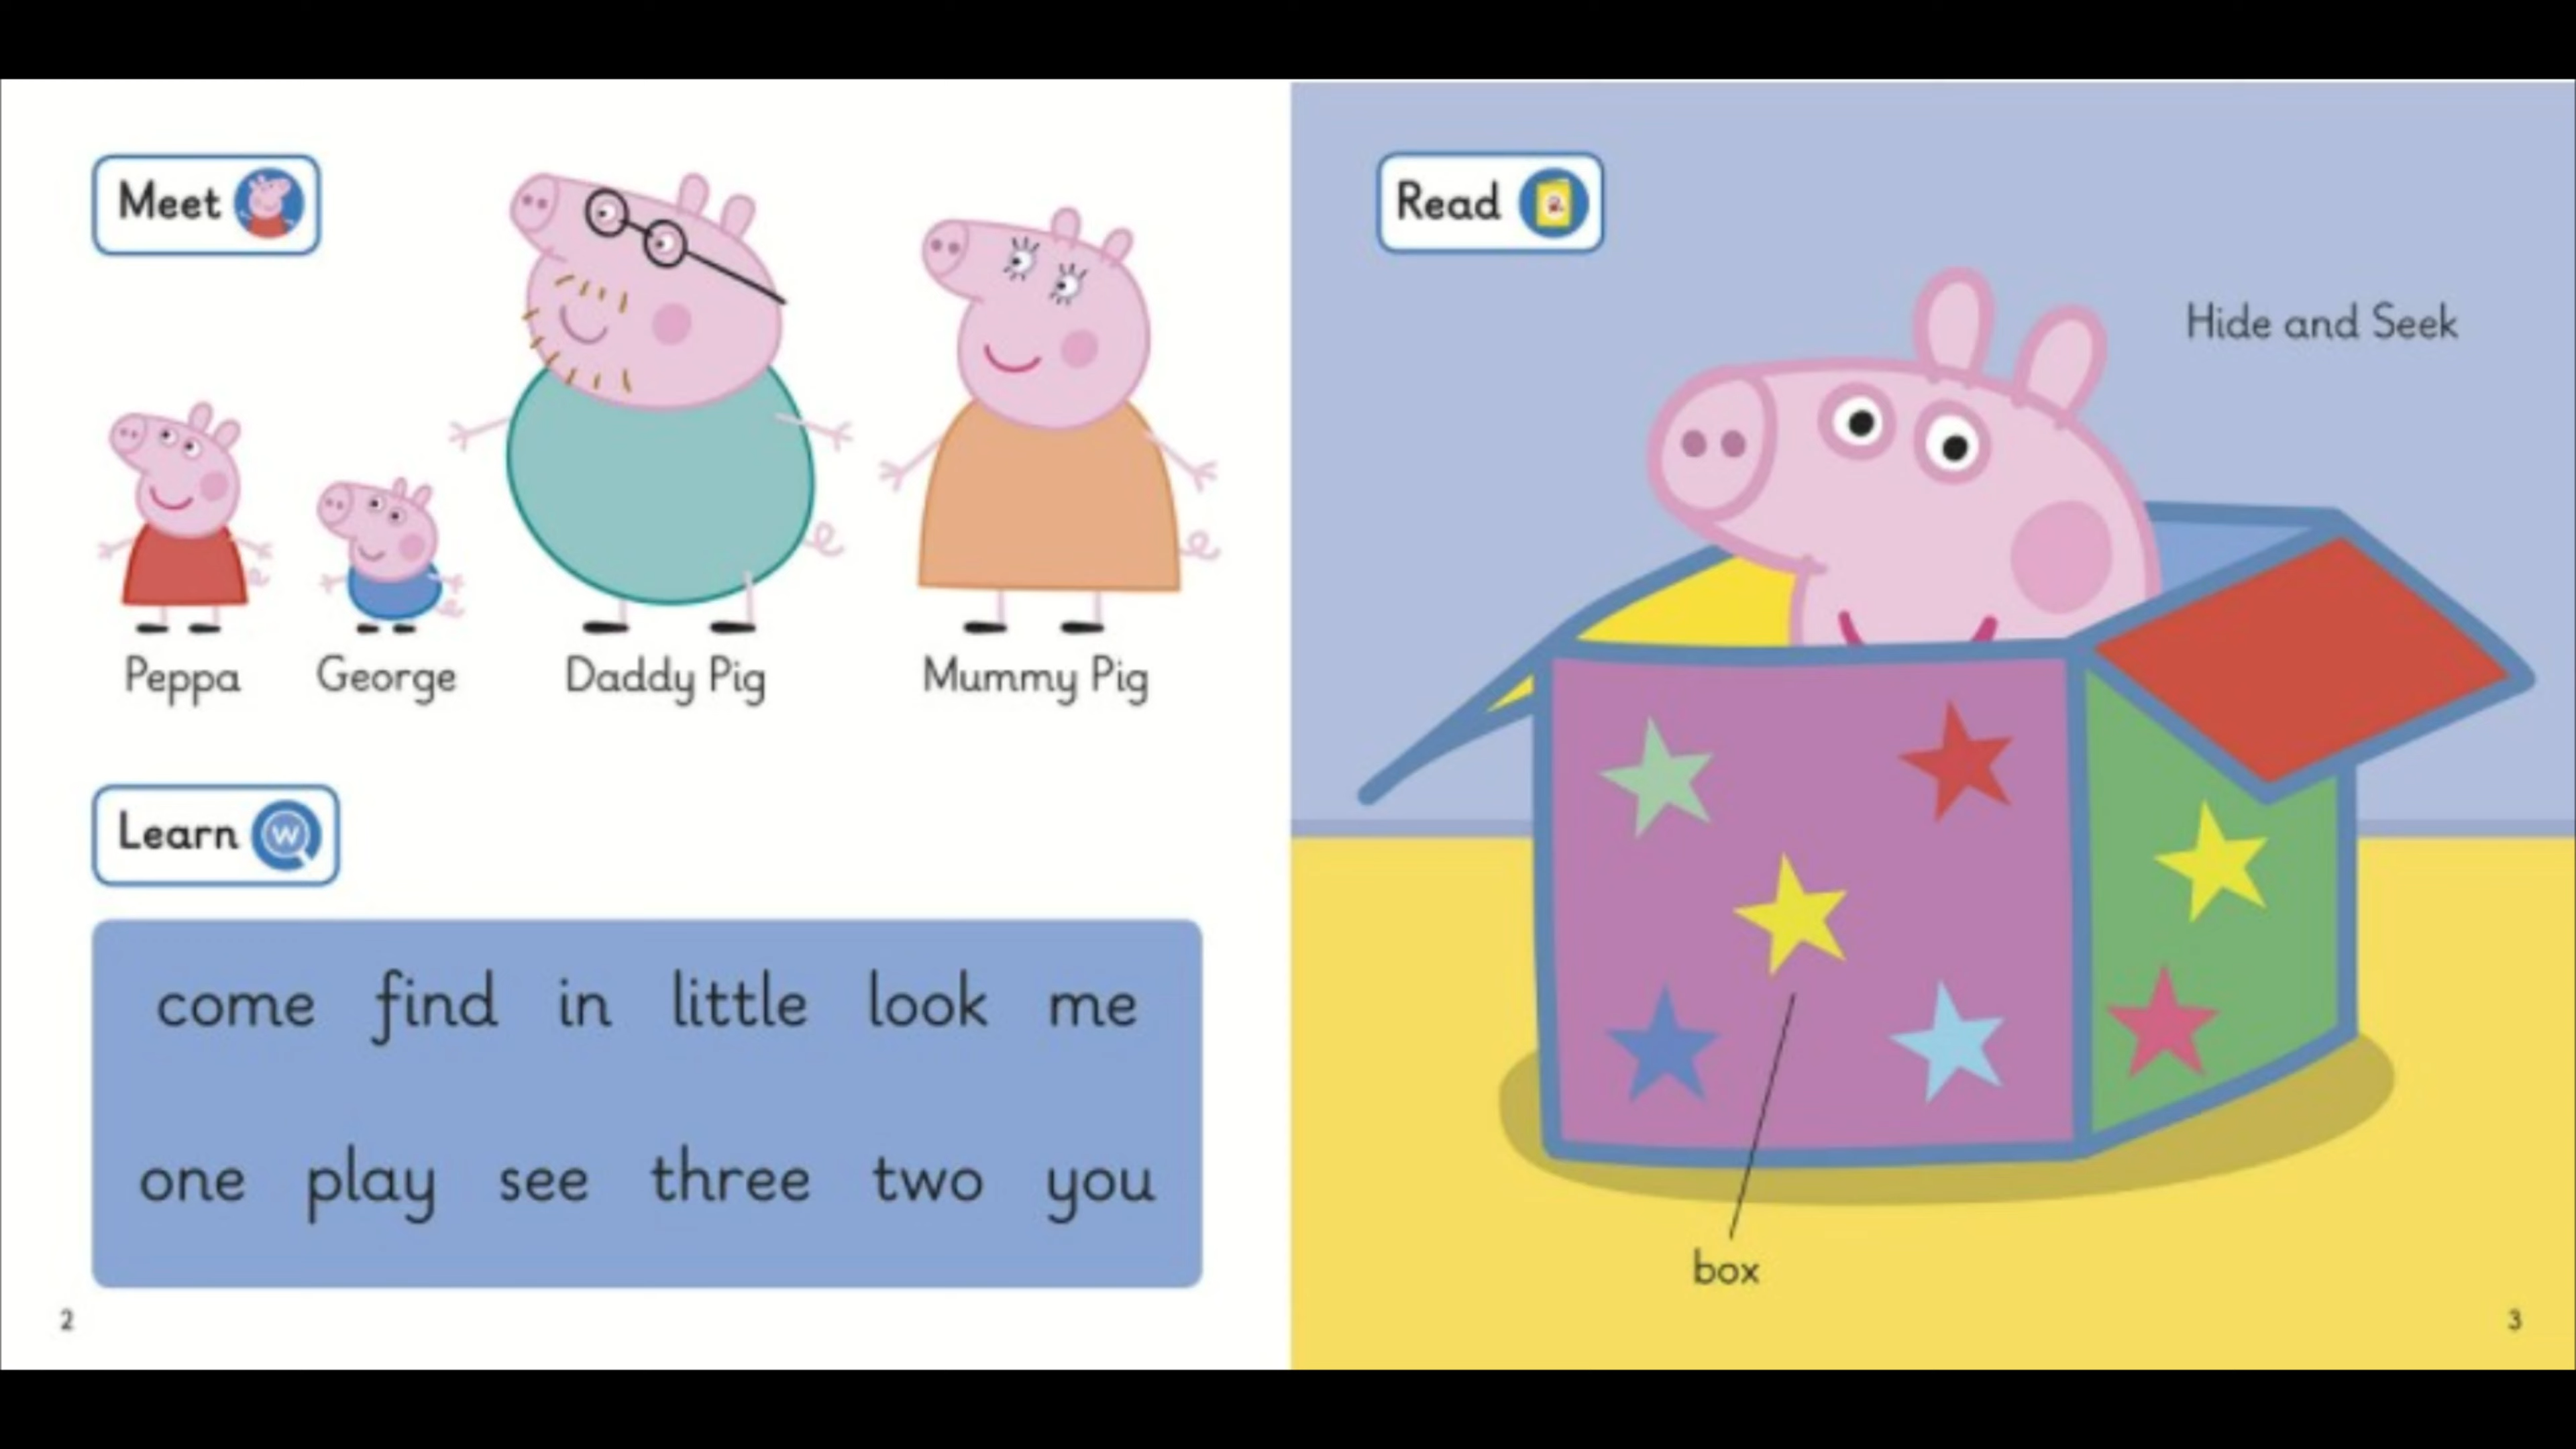 Meet
Peppa George Daddy Pig Mummy Pig
Learn W
come find in little look me
one play see three two you
2
Read
Hide and Seek
box
3